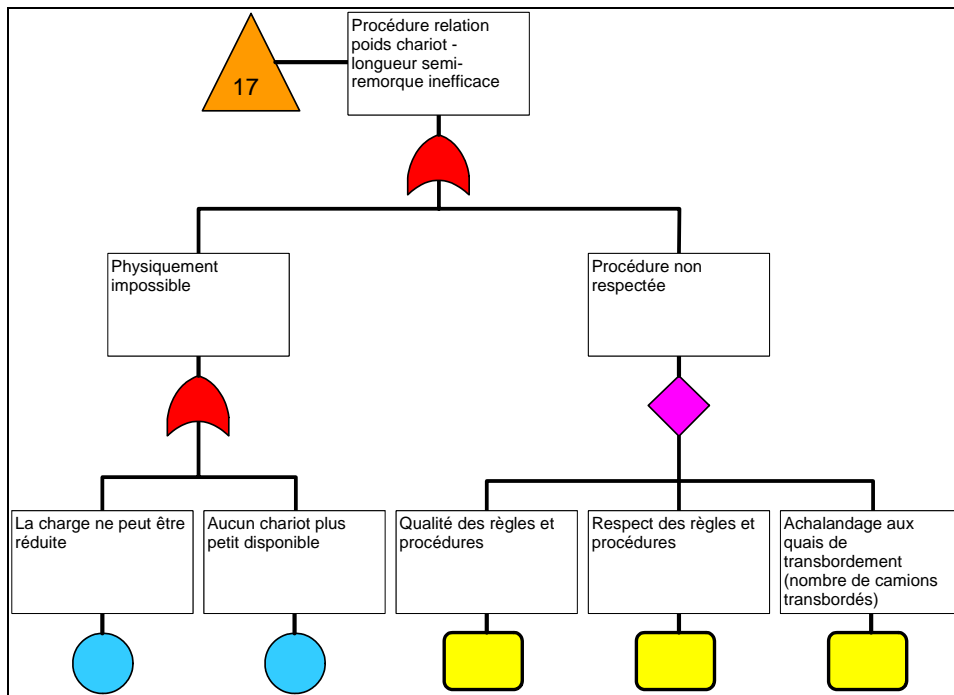 17
Procédure relation
poids chariot -
longueur semi-
remorque inefficace
Physiquement
impossible
Procédure non
respectée
La charge ne peut être
réduite
Aucun chariot plus
petit disponible
Qualité des règles et
procédures
Respect des règles et
procédures
Achalandage aux
quais de
transbordement
(nombre de camions
transbordés)